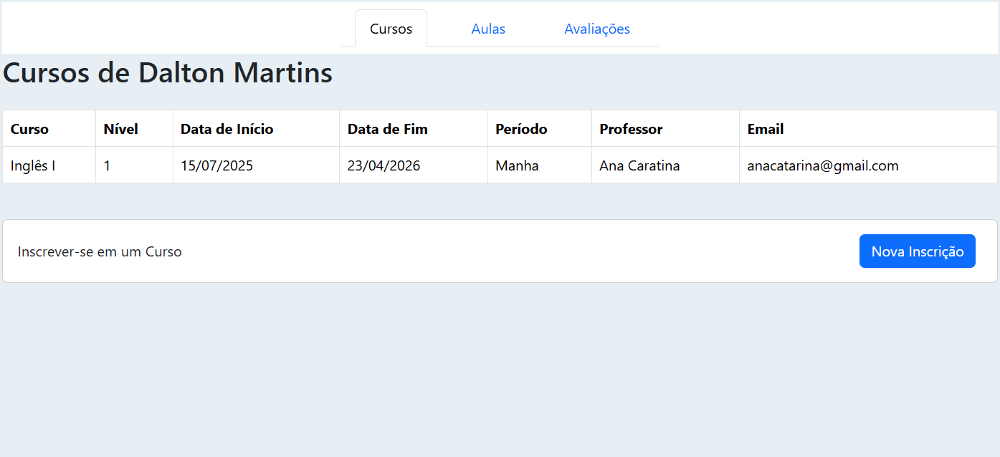 Cursos Aulas Avaliações
Cursos de Dalton Martins
Curso Nível Data de Início Data de Fim Período Professor Email
Inglês I 1 15/07/2025 23/04/2026 Manha Ana Caratina anacatarina@gmail.com
Inscrever-se em um Curso Nova Inscrição